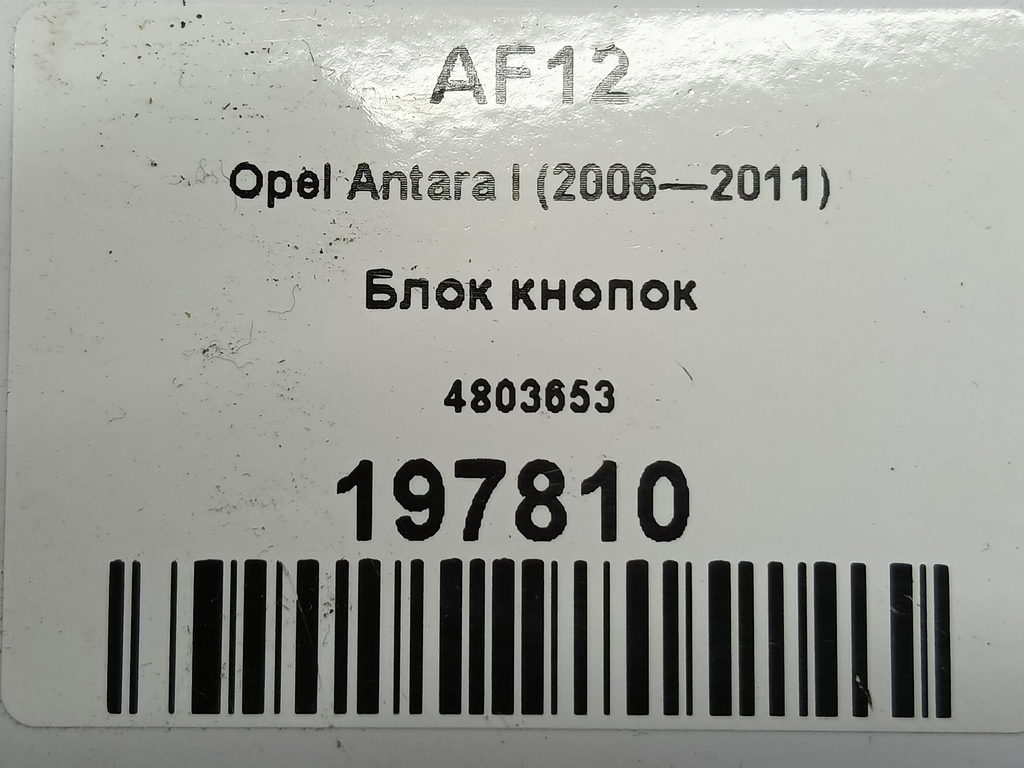 AF12
Opel Antara I (2006—2011)
Блок кнопок
4803653
197810